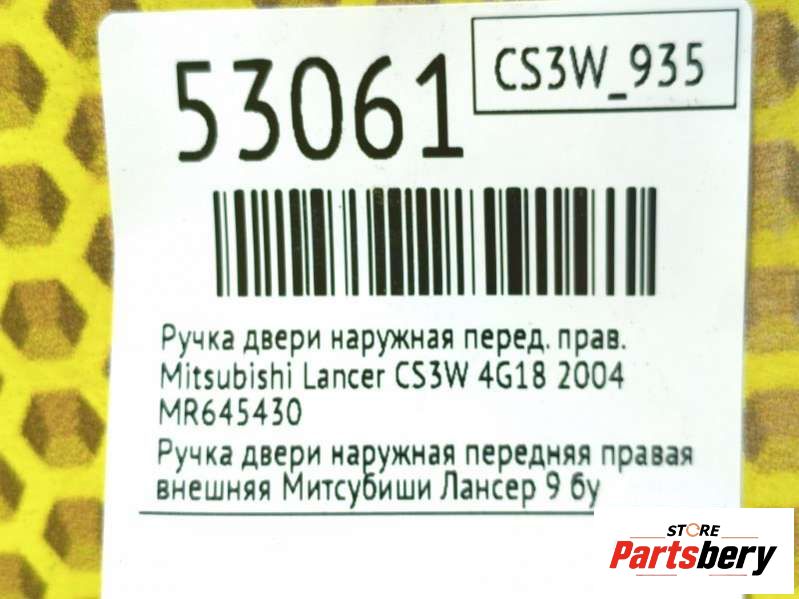 53061
CS3W_935
Ручка двери наружная перед. прав.
Mitsubishi Lancer CS3W 4G18 2004
MR645430
Ручка двери наружная передняя правая
внешняя Митсубиши Лансер 9 бу
STORE
Partsbery